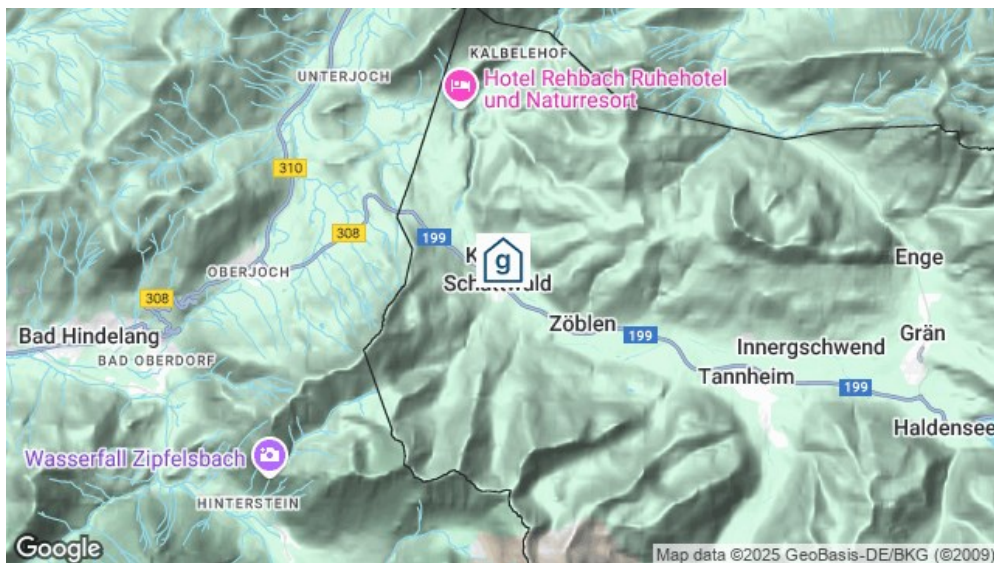 KALBELEHOF
UNTERJOCH
Hotel Rehbach Ruhehotel
und Naturresort
310
308
199
g
Enge
OBERJOCH
Schattwald
308
Zöblen
199
Grän
Bad Hindelang
Innergschwend
BAD OBERDORF
Tannheim
199
Haldensee
Wasserfall Zipfelsbach
HINTERSTEIN
Google
Map data ©2025 GeoBasis-DE/BKG (©2009)